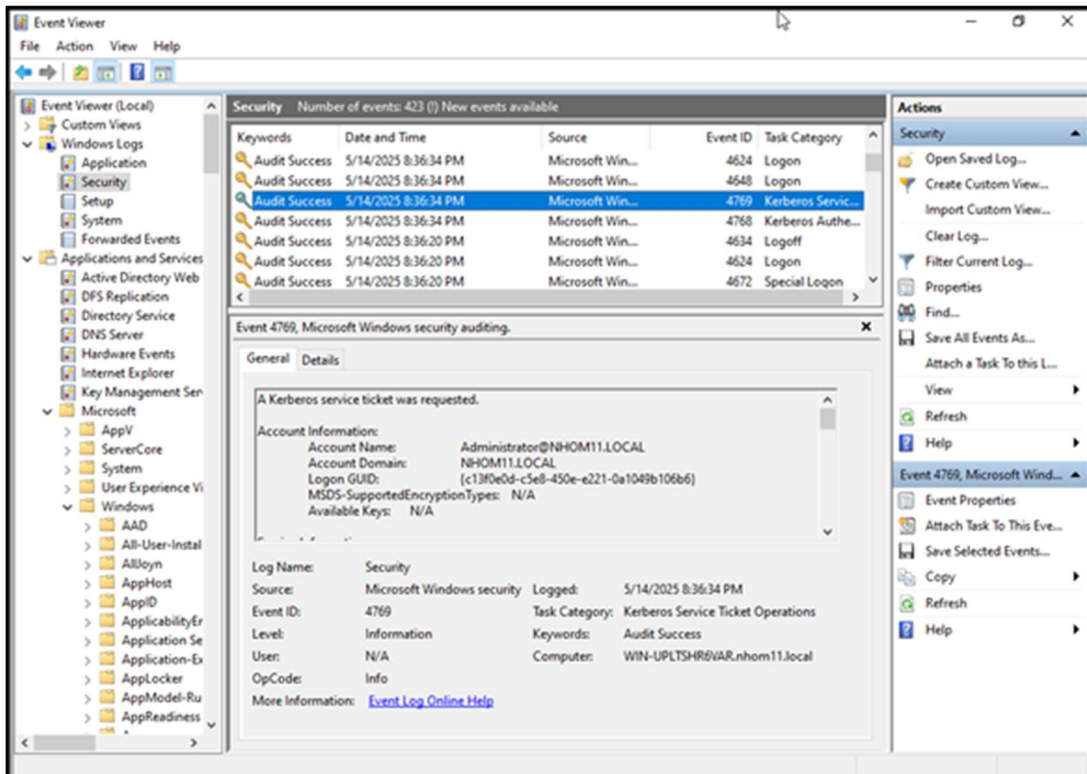 Event Viewer
File Action View Help
Event Viewer (Local)
Custom Views
Windows Logs
Application
Security
Setup
System
Forwarded Events
Applications and Services
Active Directory Web
DFS Replication
Directory Service
DNS Server
Hardware Events
Internet Explorer
Key Management Ser
Microsoft
AppV
ServerCore
System
User Experience Vi
Windows
AAD
All-User-Instal
AllJoyn
AppHost
AppID
ApplicabilityEr
Application Se
Application-Ex
AppLocker
AppModel-Ru
AppReadiness
Security Number of events: 423 (!) New events available
Keywords Date and Time Source Event ID Task Category
Audit Success 5/14/2025 8:36:34 PM Microsoft Win... 4624 Logon
Audit Success 5/14/2025 8:36:34 PM Microsoft Win... 4648 Logon
Audit Success 5/14/2025 8:36:34 PM Microsoft Win... 4769 Kerberos Servic...
Audit Success 5/14/2025 8:36:34 PM Microsoft Win... 4768 Kerberos Authe...
Audit Success 5/14/2025 8:36:20 PM Microsoft Win... 4634 Logoff
Audit Success 5/14/2025 8:36:20 PM Microsoft Win... 4624 Logon
Audit Success 5/14/2025 8:36:20 PM Microsoft Win... 4672 Special Logon
Event 4769, Microsoft Windows security auditing.
General Details
A Kerberos service ticket was requested.
Account Information:
Account Name: Administrator@NHOM11.LOCAL
Account Domain: NHOM11.LOCAL
Logon GUID: {c13f0e0d-c5e8-450e-e221-0a1049b106b6}
MSDS-SupportedEncryptionTypes: N/A
Available Keys: N/A
Log Name: Security
Source: Microsoft Windows security Logged: 5/14/2025 8:36:34 PM
Event ID: 4769 Task Category: Kerberos Service Ticket Operations
Level: Information Keywords: Audit Success
User: N/A Computer: WIN-UPLTSHR6VAR.nhom11.local
OpCode: Info
More Information: Event Log Online Help
Actions
Security
Open Saved Log...
Create Custom View...
Import Custom View...
Clear Log...
Filter Current Log...
Properties
Find...
Save All Events As...
Attach a Task To this L...
View
Refresh
Help
Event 4769, Microsoft Wind...
Event Properties
Attach Task To This Eve...
Save Selected Events...
Copy
Refresh
Help